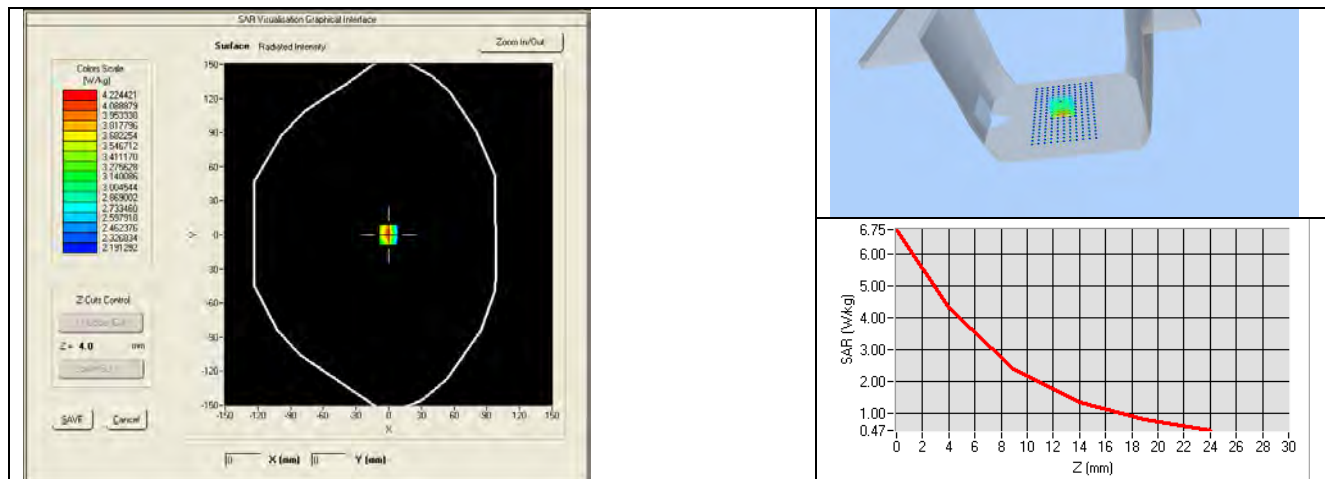 SAR Visualisation Graphical Interface
Surface Radiated Intensity
Zoom In/Out
Colors Scale
[W/kg]
4.224421
4.088879
3.953338
3.817796
3.682254
3.546712
3.411170
3.275628
3.140086
3.004544
2.869002
2.733460
2.597918
2.462376
2.326834
2.191292
Z Cuts Control
Z = 4.0 mm
SAVE Cancel
150
120
90
60
30
0
-30
-60
-90
-120
-150
Y
-150 -120 -90 -60 -30 0 30 60 90 120 150
X
0 X (mm) 0 Y (mm)
6.75
6.00
5.00
4.00
3.00
2.00
1.00
0.47
SAR (W/kg)
0 2 4 6 8 10 12 14 16 18 20 22 24 26 28 30
Z (mm)